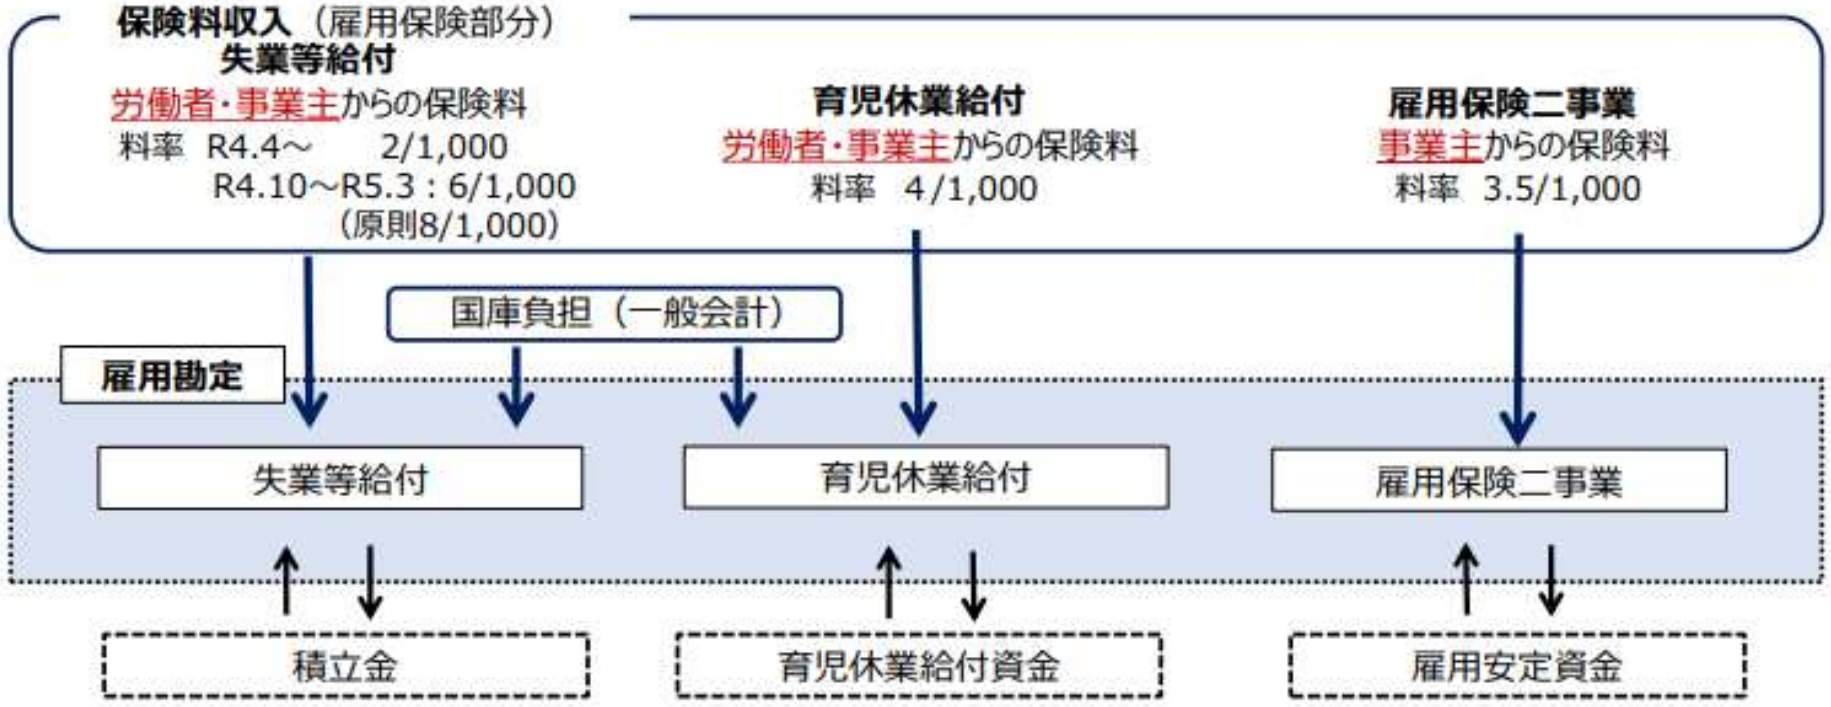 保険料収入（雇用保険部分）
失業等給付
労働者・事業主からの保険料
料率 R4.4～ 2/1,000
R4.10～R5.3：6/1,000
（原則8/1,000）
育児休業給付
労働者・事業主からの保険料
料率 4/1,000
雇用保険二事業
事業主からの保険料
料率 3.5/1,000
国庫負担（一般会計）
雇用勘定
失業等給付
育児休業給付
雇用保険二事業
積立金
育児休業給付資金
雇用安定資金